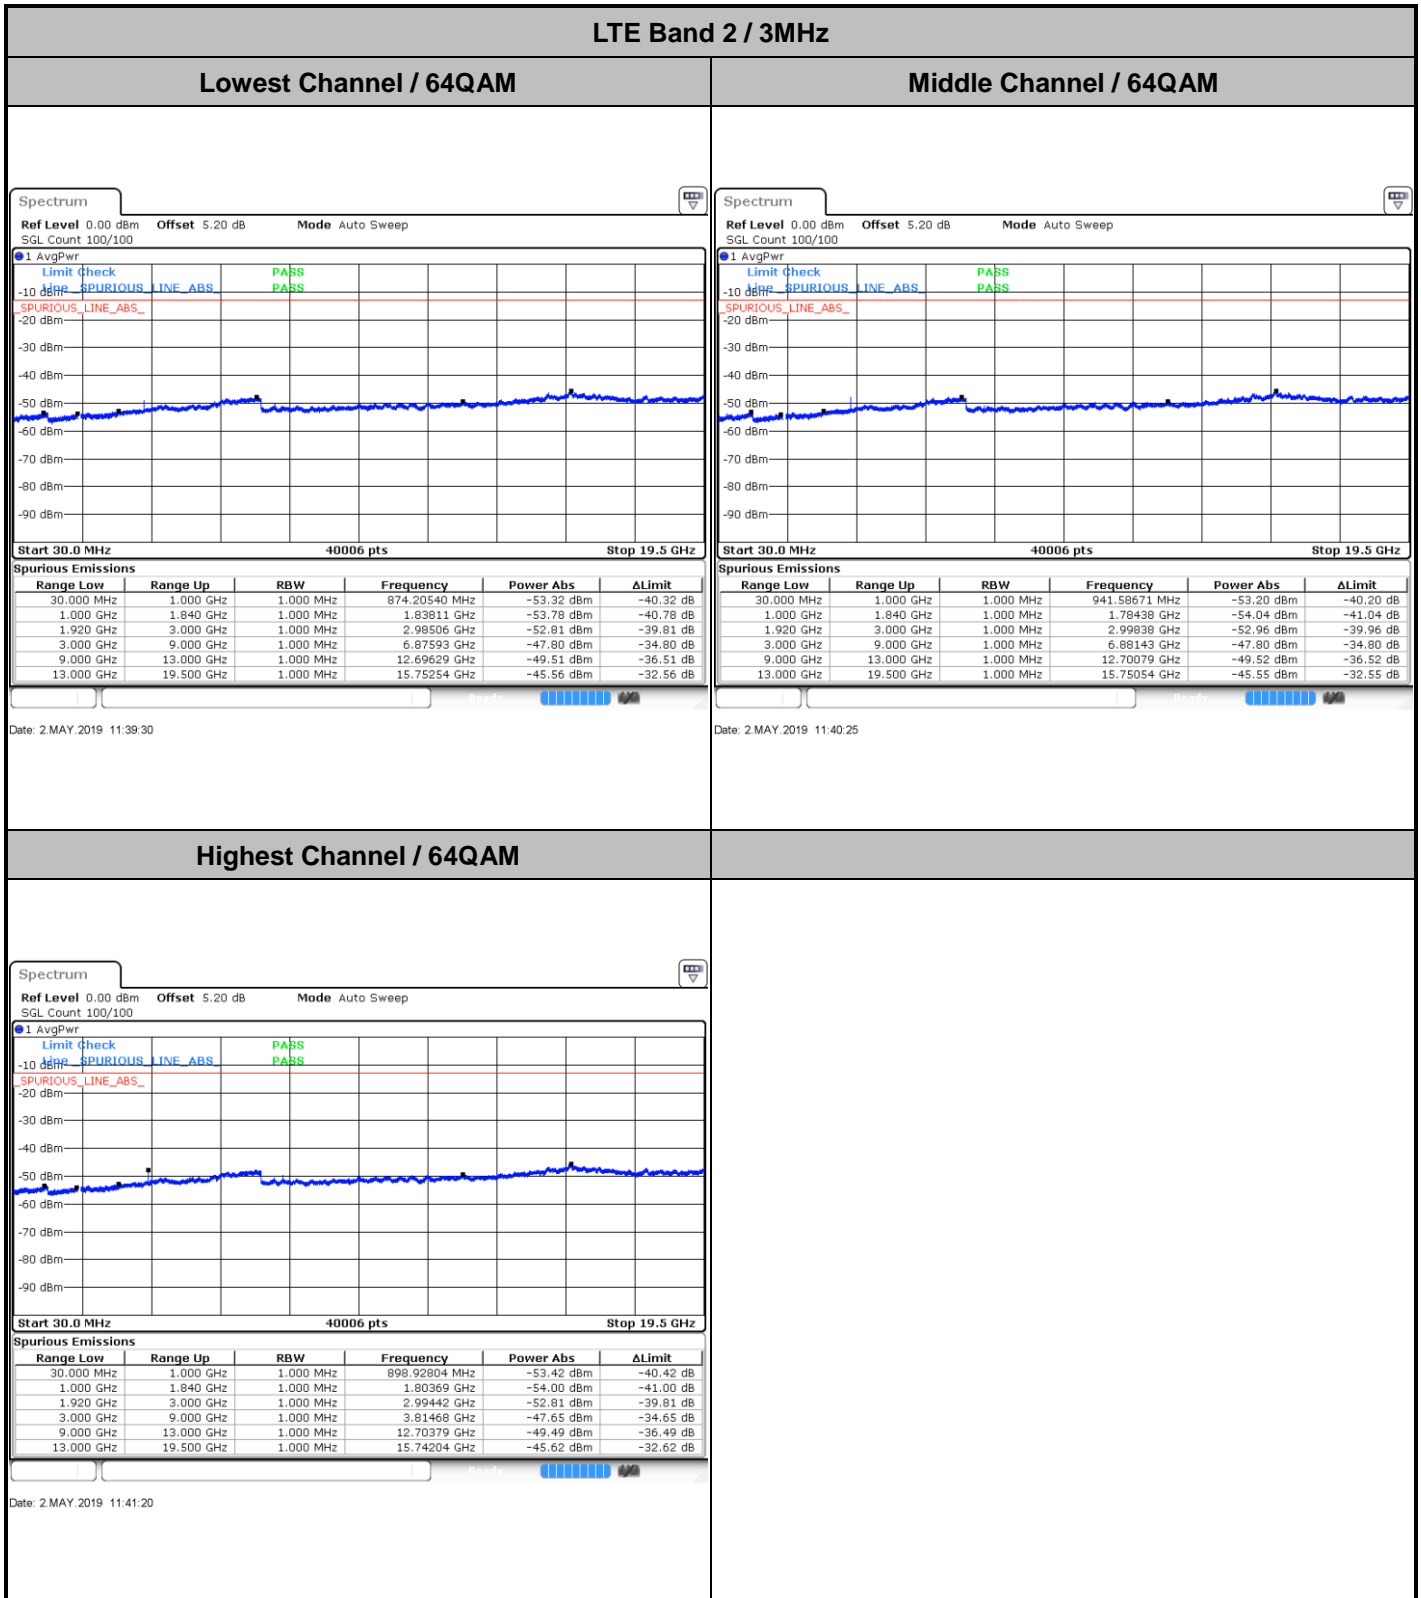 LTE Band 2 / 3MHz
Lowest Channel / 64QAM
Middle Channel / 64QAM
Spectrum
Ref Level 0.00 dBm Offset 5.20 dB Mode Auto Sweep
SGL Count 100/100
1 AvgPwr
Limit Check PASS
Line _SPURIOUS_LINE_ABS_ PASS
-10 dBm
_SPURIOUS_LINE_ABS_
-20 dBm
-30 dBm
-40 dBm
-50 dBm
-60 dBm
-70 dBm
-80 dBm
-90 dBm
Start 30.0 MHz 40006 pts Stop 19.5 GHz
Spurious Emissions
Range Low Range Up RBW Frequency Power Abs ΔLimit
30.000 MHz 1.000 GHz 1.000 MHz 874.20540 MHz -53.32 dBm -40.32 dB
1.000 GHz 1.840 GHz 1.000 MHz 1.83811 GHz -53.78 dBm -40.78 dB
1.920 GHz 3.000 GHz 1.000 MHz 2.98506 GHz -52.81 dBm -39.81 dB
3.000 GHz 9.000 GHz 1.000 MHz 6.87593 GHz -47.80 dBm -34.80 dB
9.000 GHz 13.000 GHz 1.000 MHz 12.69629 GHz -49.51 dBm -36.51 dB
13.000 GHz 19.500 GHz 1.000 MHz 15.75254 GHz -45.56 dBm -32.56 dB
Ready
Date: 2.MAY.2019 11:39:30
Spectrum
Ref Level 0.00 dBm Offset 5.20 dB Mode Auto Sweep
SGL Count 100/100
1 AvgPwr
Limit Check PASS
Line _SPURIOUS_LINE_ABS_ PASS
-10 dBm
_SPURIOUS_LINE_ABS_
-20 dBm
-30 dBm
-40 dBm
-50 dBm
-60 dBm
-70 dBm
-80 dBm
-90 dBm
Start 30.0 MHz 40006 pts Stop 19.5 GHz
Spurious Emissions
Range Low Range Up RBW Frequency Power Abs ΔLimit
30.000 MHz 1.000 GHz 1.000 MHz 941.58671 MHz -53.20 dBm -40.20 dB
1.000 GHz 1.840 GHz 1.000 MHz 1.78438 GHz -54.04 dBm -41.04 dB
1.920 GHz 3.000 GHz 1.000 MHz 2.99838 GHz -52.96 dBm -39.96 dB
3.000 GHz 9.000 GHz 1.000 MHz 6.88143 GHz -47.80 dBm -34.80 dB
9.000 GHz 13.000 GHz 1.000 MHz 12.70079 GHz -49.52 dBm -36.52 dB
13.000 GHz 19.500 GHz 1.000 MHz 15.75054 GHz -45.55 dBm -32.55 dB
Ready
Date: 2.MAY.2019 11:40:25
Highest Channel / 64QAM
Spectrum
Ref Level 0.00 dBm Offset 5.20 dB Mode Auto Sweep
SGL Count 100/100
1 AvgPwr
Limit Check PASS
Line _SPURIOUS_LINE_ABS_ PASS
-10 dBm
_SPURIOUS_LINE_ABS_
-20 dBm
-30 dBm
-40 dBm
-50 dBm
-60 dBm
-70 dBm
-80 dBm
-90 dBm
Start 30.0 MHz 40006 pts Stop 19.5 GHz
Spurious Emissions
Range Low Range Up RBW Frequency Power Abs ΔLimit
30.000 MHz 1.000 GHz 1.000 MHz 898.92804 MHz -53.42 dBm -40.42 dB
1.000 GHz 1.840 GHz 1.000 MHz 1.80369 GHz -54.00 dBm -41.00 dB
1.920 GHz 3.000 GHz 1.000 MHz 2.99442 GHz -52.81 dBm -39.81 dB
3.000 GHz 9.000 GHz 1.000 MHz 3.81468 GHz -47.65 dBm -34.65 dB
9.000 GHz 13.000 GHz 1.000 MHz 12.70379 GHz -49.49 dBm -36.49 dB
13.000 GHz 19.500 GHz 1.000 MHz 15.74204 GHz -45.62 dBm -32.62 dB
Ready
Date: 2.MAY.2019 11:41:20